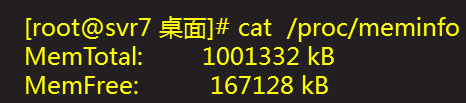 [root@svr7 桌面]# cat  /proc/meminfo
MemTotal:        1001332 kB
MemFree:          167128 kB